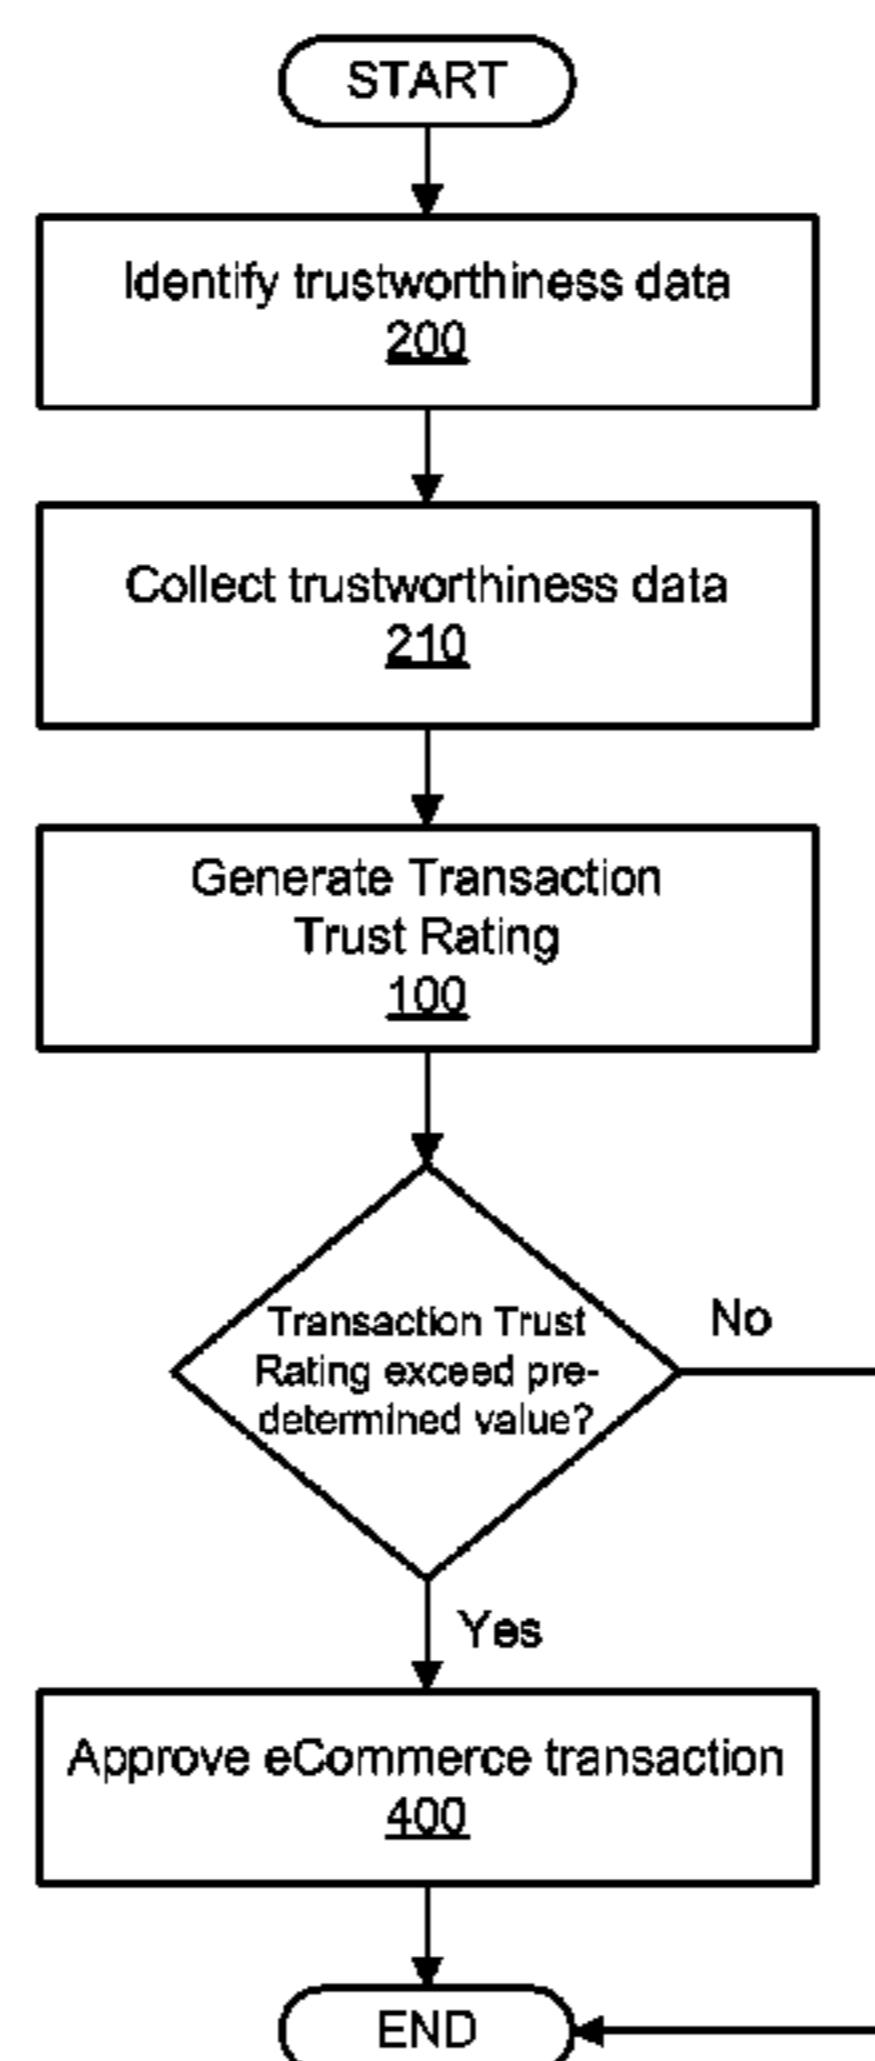 START
Identify trustworthiness data
200
Collect trustworthiness data
210
Generate Transaction
Trust Rating
100
Transaction Trust
Rating exceed pre-
determined value?
No
Yes
Approve eCommerce transaction
400
END